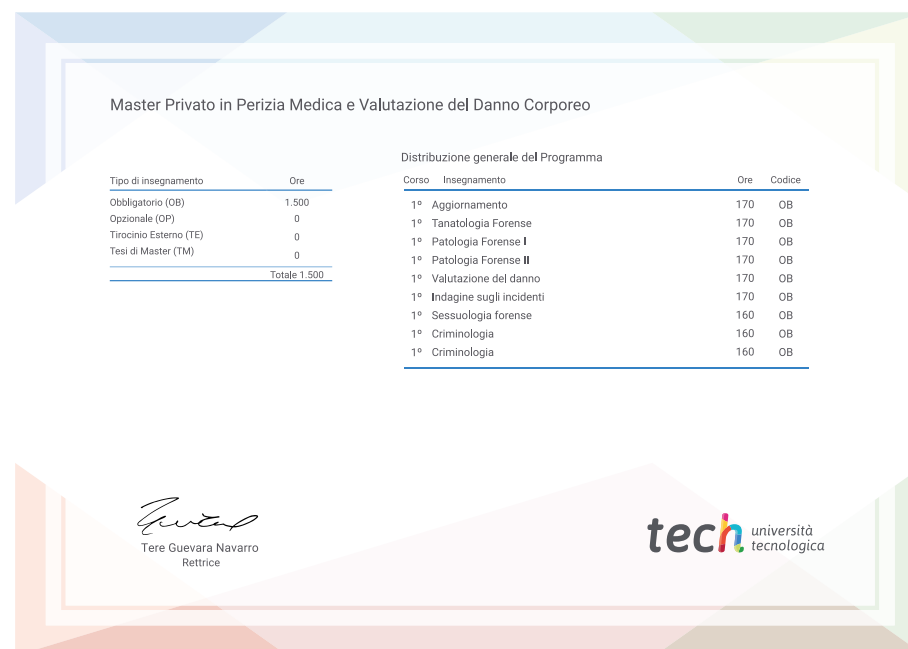 Master Privato in Perizia Medica e Valutazione del Danno Corporeo
Tipo di insegnamento Ore
Obbligatorio (OB) 1.500
Opzionale (OP) 0
Tirocinio Esterno (TE) 0
Tesi di Master (TM) 0
Totale 1.500
Distribuzione generale del Programma
Corso Insegnamento Ore Codice
1º Aggiornamento 170 OB
1º Tanatologia Forense 170 OB
1º Patologia Forense I 170 OB
1º Patologia Forense II 170 OB
1º Valutazione del danno 170 OB
1º Indagine sugli incidenti 170 OB
1º Sessuologia forense 160 OB
1º Criminologia 160 OB
1º Criminologia 160 OB
Tere Guevara Navarro
Rettrice
tech università
tecnologica